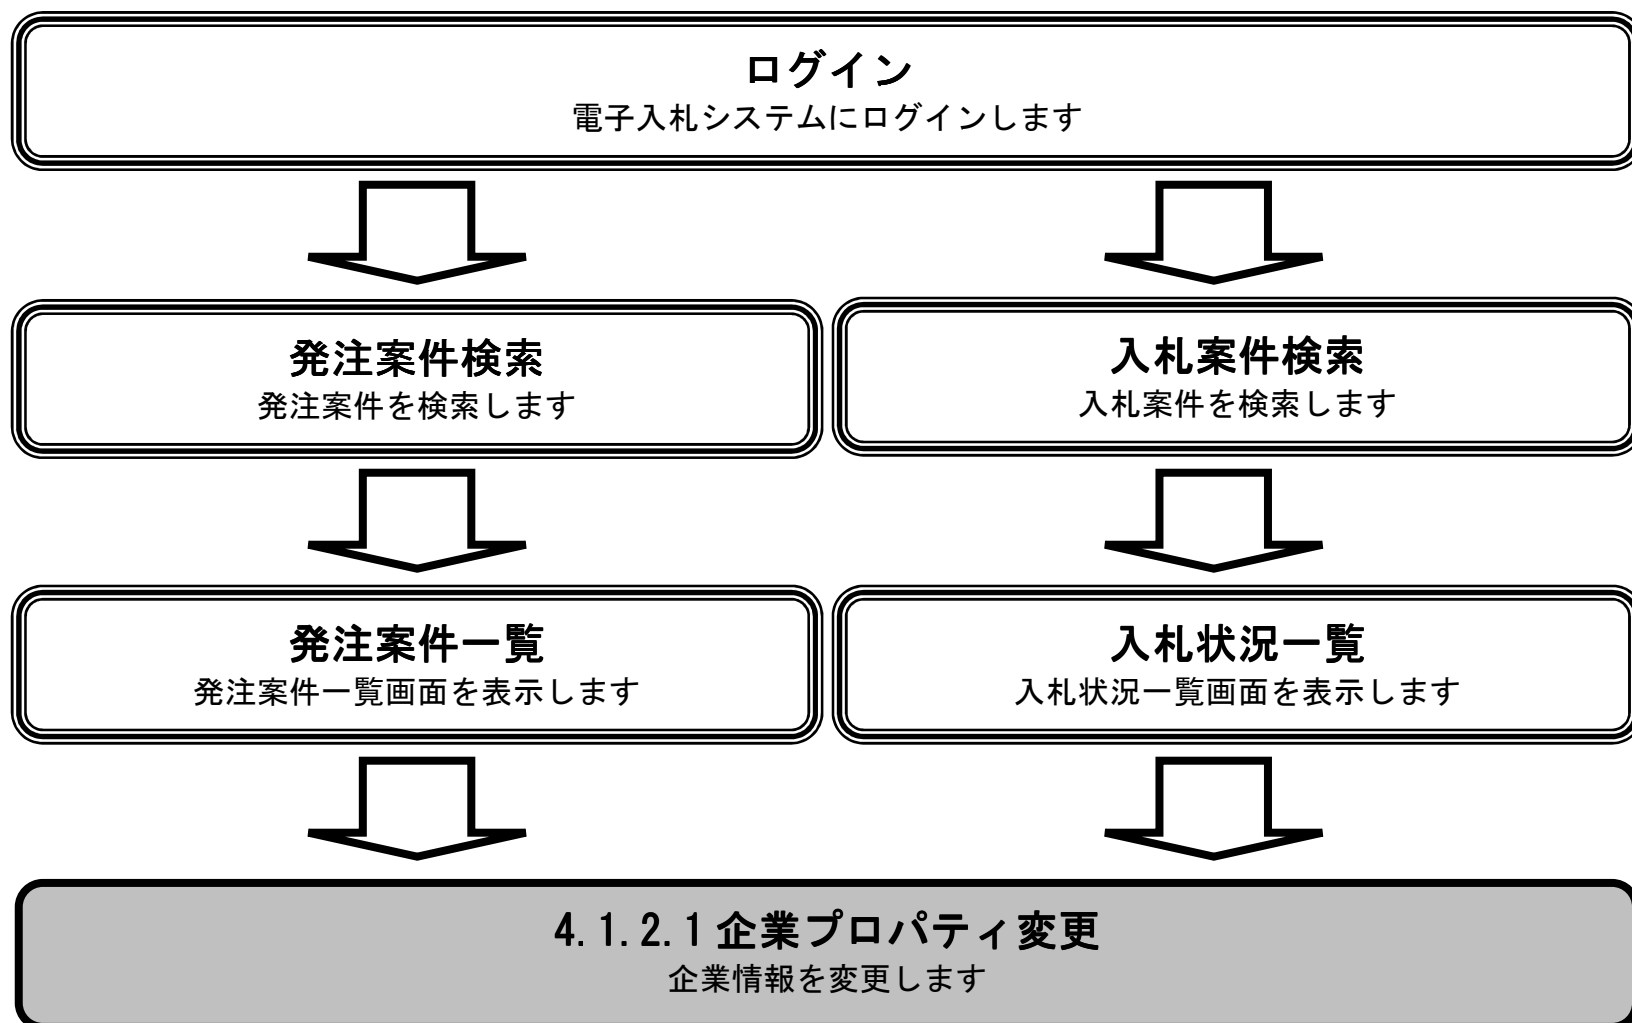 ログイン
電子入札システムにログインします
発注案件検索
発注案件を検索します
入札案件検索
入札案件を検索します
発注案件一覧
発注案件一覧画面を表示します
入札状況一覧
入札状況一覧画面を表示します
4.1.2.1企業プロパティ変更
企業情報を変更します